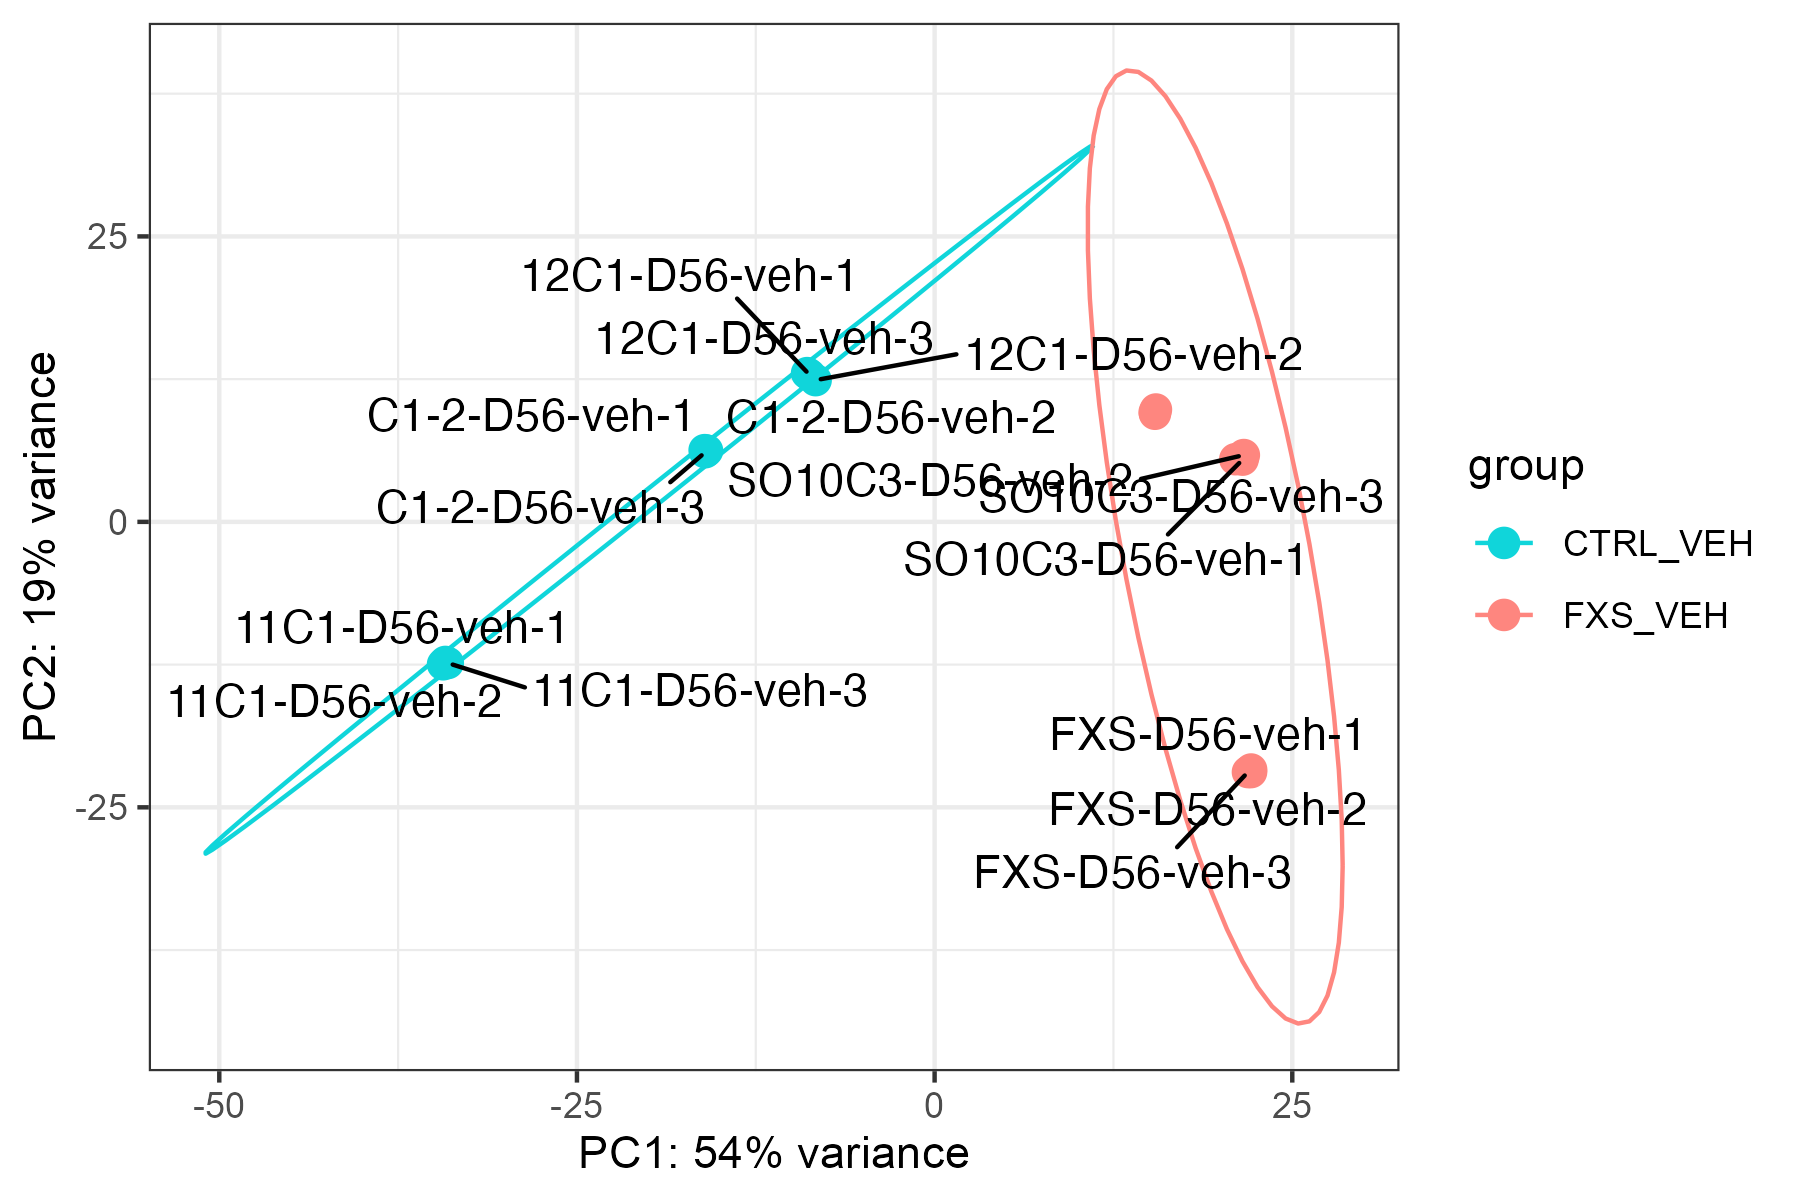 12C1-D56-veh-1
12C1-D56-veh-3
12C1-D56-veh-2
C1-2-D56-veh-1
C1-2-D56-veh-2
SO10C3-D56-veh-2
SO10C3-D56-veh-3
C1-2-D56-veh-3
SO10C3-D56-veh-1
11C1-D56-veh-1
11C1-D56-veh-3
11C1-D56-veh-2
FXS-D56-veh-1
FXS-D56-veh-2
FXS-D56-veh-3
25
0
-25
PC2: 19% variance
-50
-25
0
25
PC1: 54% variance
group
CTRL_VEH
FXS_VEH